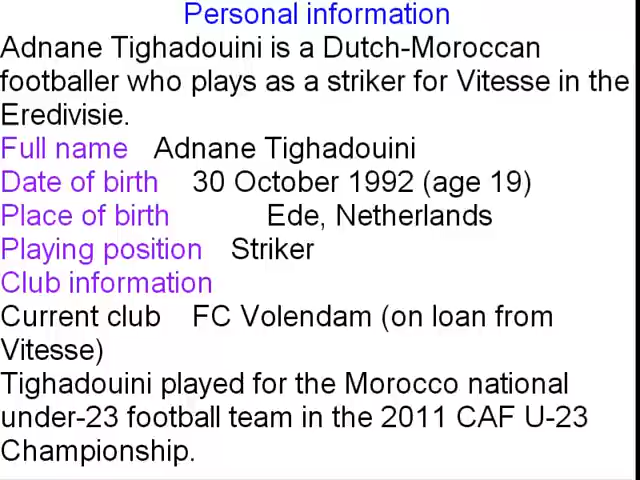 Personal information
Adnane Tighadouini is a Dutch-Moroccan
footballer who plays as a striker for Vitesse in the
Eredivisie.
Full name Adnane Tighadouini
Date of birth 30 October 1992 (age 19)
Place of birth Ede, Netherlands
Playing position Striker
Club information
Current club FC Volendam (on loan from
Vitesse)
Tighadouini played for the Morocco national
under-23 football team in the 2011 CAF U-23
Championship.